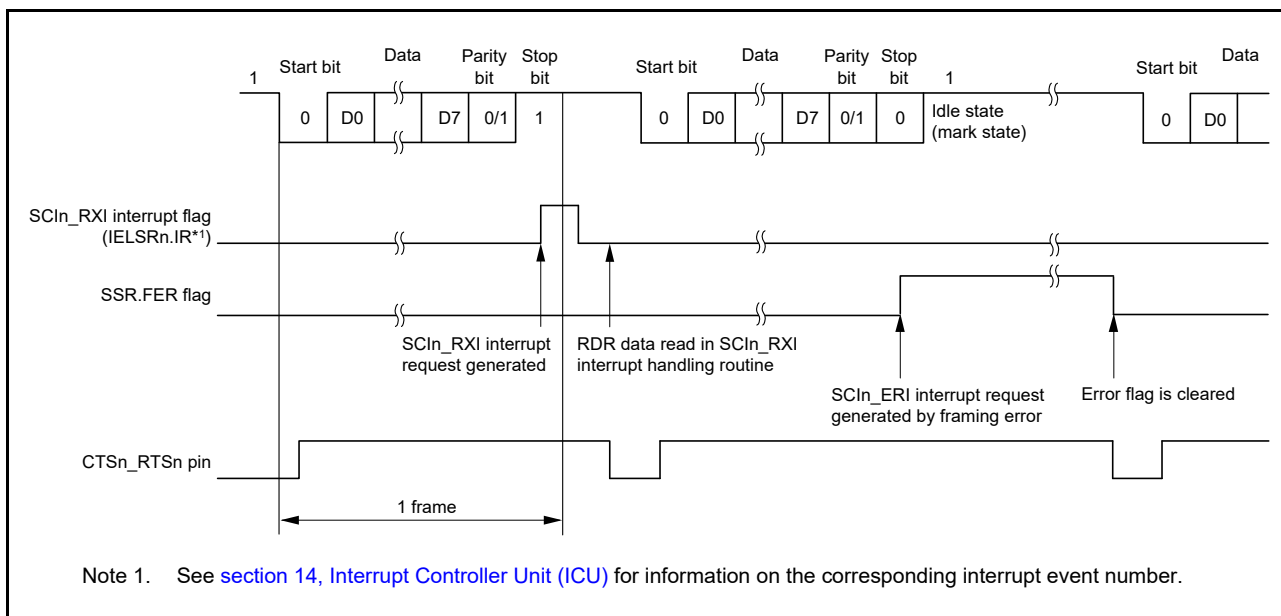 1 Start bit Data Parity bit Stop bit Start bit Data Parity bit Stop bit 1 Start bit Data
0 D0 D7 0/1 1 0 D0 D7 0/1 0 Idle state (mark state) 0 D0
SCIn_RXI interrupt flag
(IELSRn.IR*1)
SSR.FER flag
SCIn_RXI interrupt
request generated
RDR data read in SCIn_RXI
interrupt handling routine
SCIn_ERI interrupt request
generated by framing error
Error flag is cleared
CTSn_RTSn pin
1 frame
Note 1. See section 14, Interrupt Controller Unit (ICU) for information on the corresponding interrupt event number.